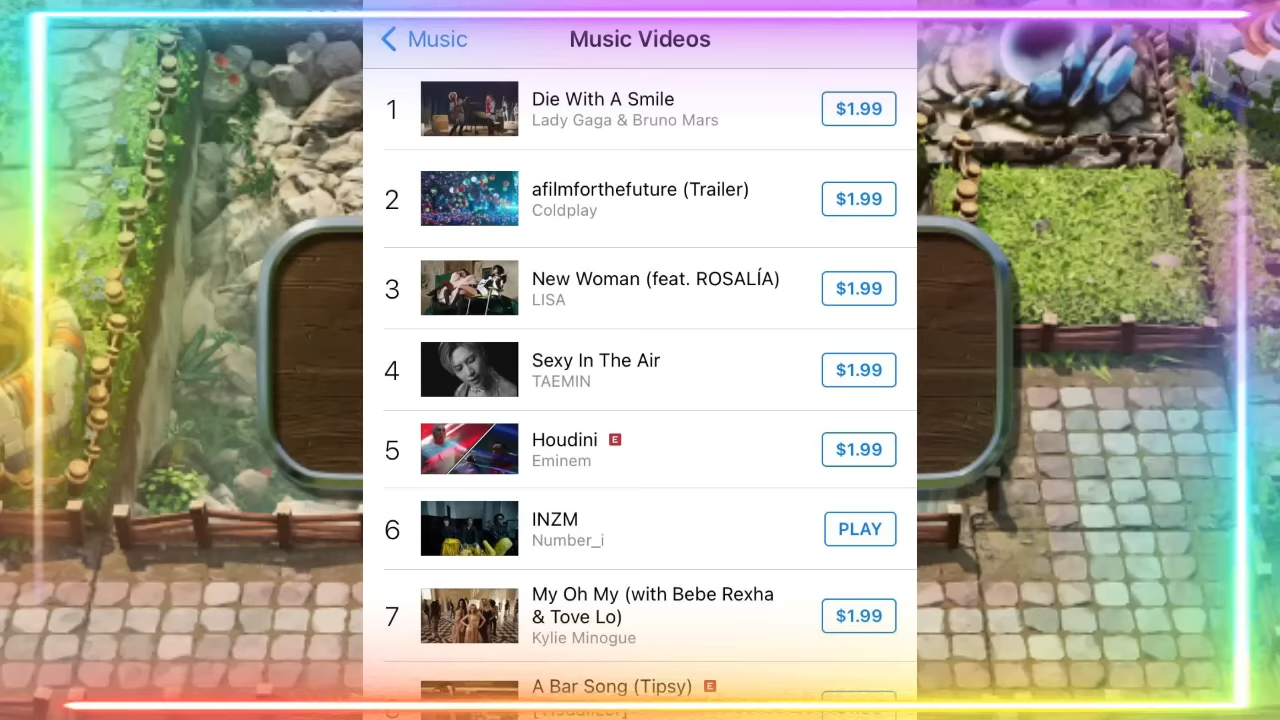 Music
Music Videos
1
Die With A Smile
Lady Gaga & Bruno Mars
$1.99
2
afilmforthefuture (Trailer)
Coldplay
$1.99
3
New Woman (feat. ROSALÍA)
LISA
$1.99
4
Sexy In The Air
TAEMIN
$1.99
5
Houdini E
Eminem
$1.99
6
INZM
Number_i
PLAY
7
My Oh My (with Bebe Rexha
& Tove Lo)
Kylie Minogue
$1.99
A Bar Song (Tipsy) E